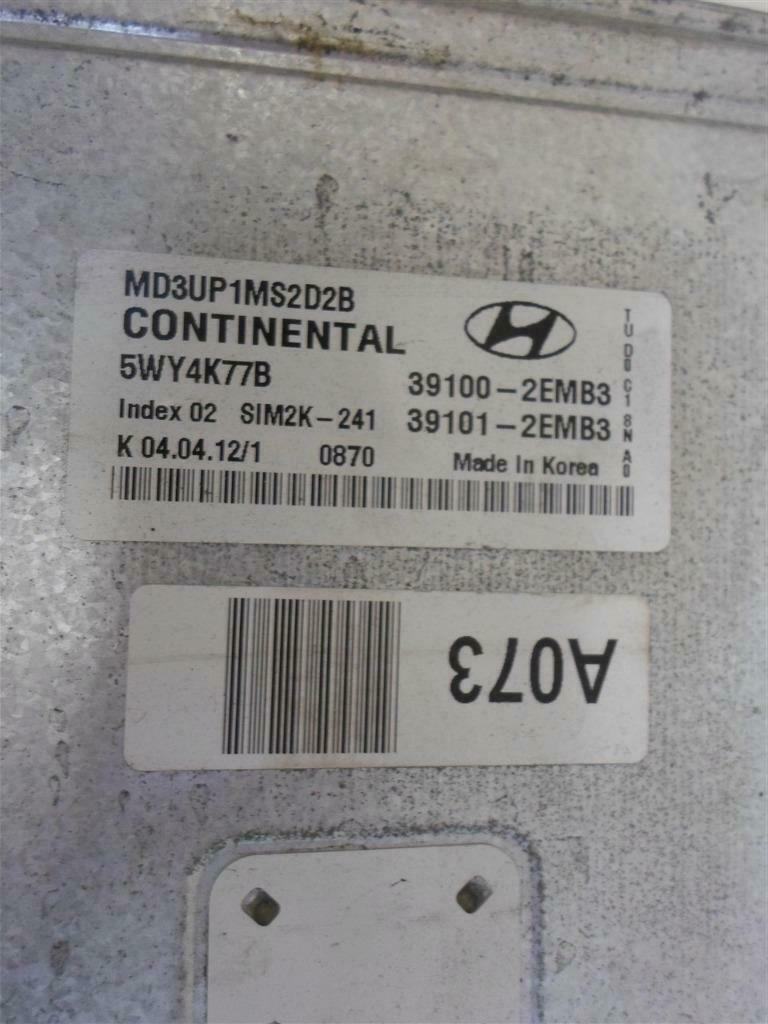 MD3UP1MS2D2B
CONTINENTAL
5WY4K77B
39100-2EMB3
Index 02 SIM2K-241 39101-2EMB3
K 04.04.12/1 0870 Made In Korea
A073